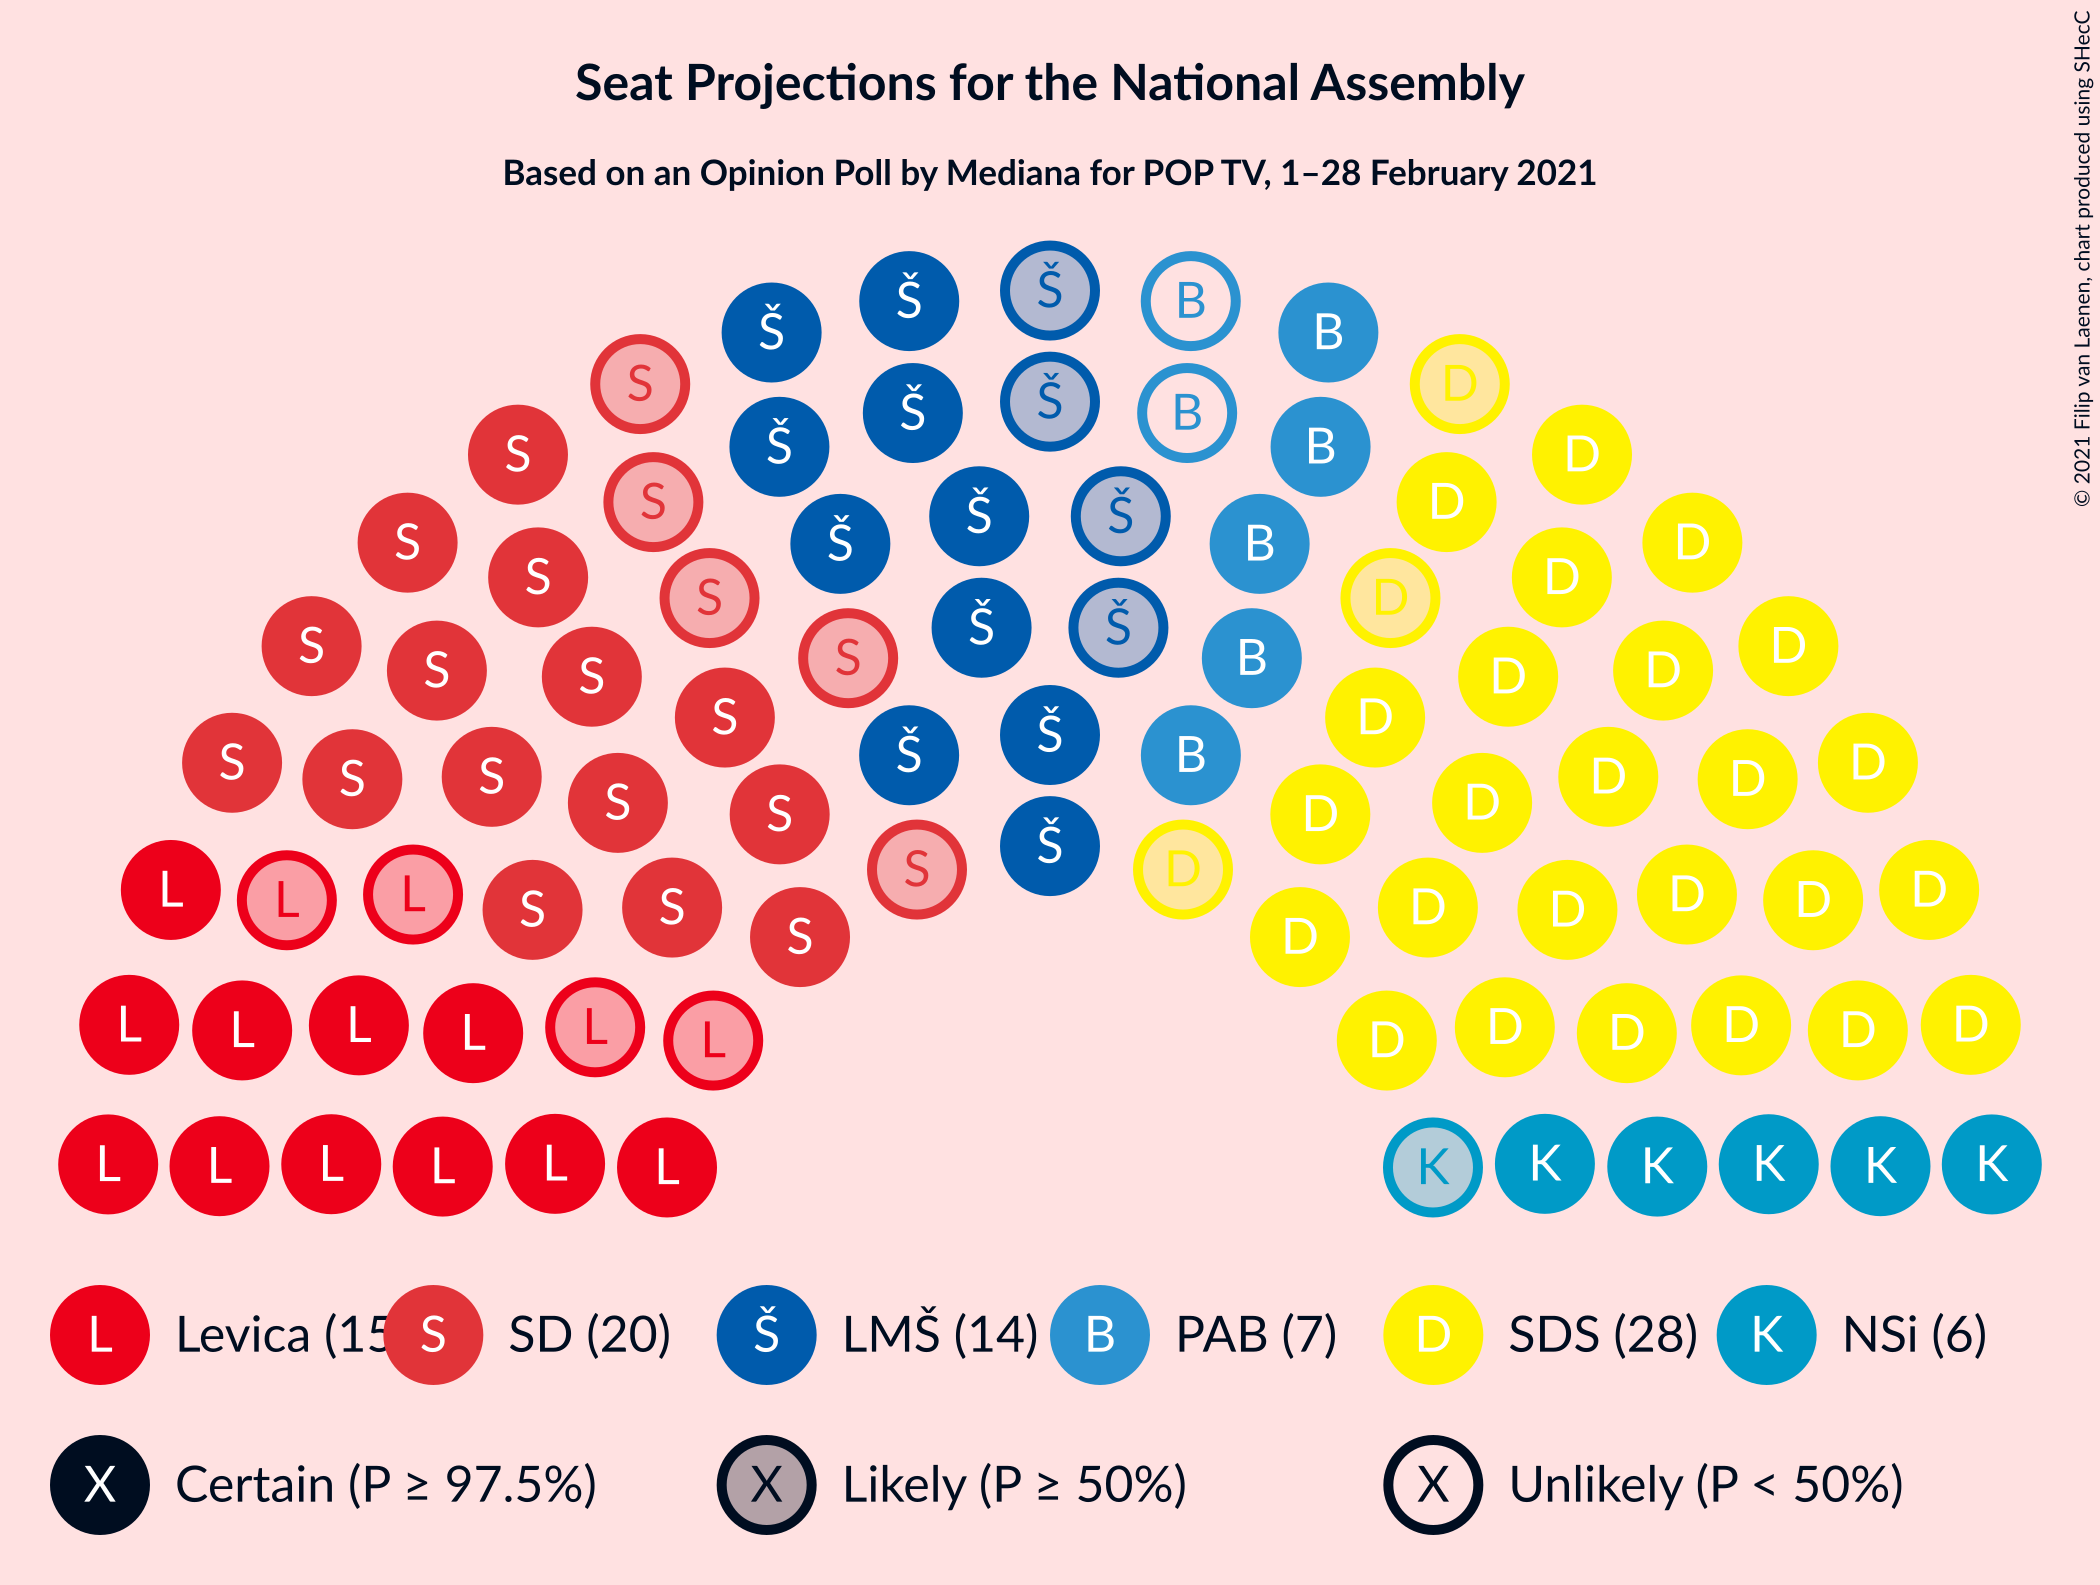 Seat Projections for the National Assembly
Based on an Opinion Poll by Mediana for POP TV, 1–28 February 2021
© 2021 Filip van Laenen, chart produced using SHecC
Š Š Š B B
S Š Š Š B B D
S S Š Š Š B D D
S S S Š Š Š B D D D
S S S S S Š Š B B D D D D
S S S S S Š B D D D D D
L L L S S S S Š D D D D D D D D
L L L L L L D D D D D D
L L L L L L K K K K K K
L Levica (15 S SD (20) Š LMŠ (14) B PAB (7) D SDS (28) K NSi (6)
X Certain (P ≥ 97.5%) X Likely (P ≥ 50%) X Unlikely (P < 50%)